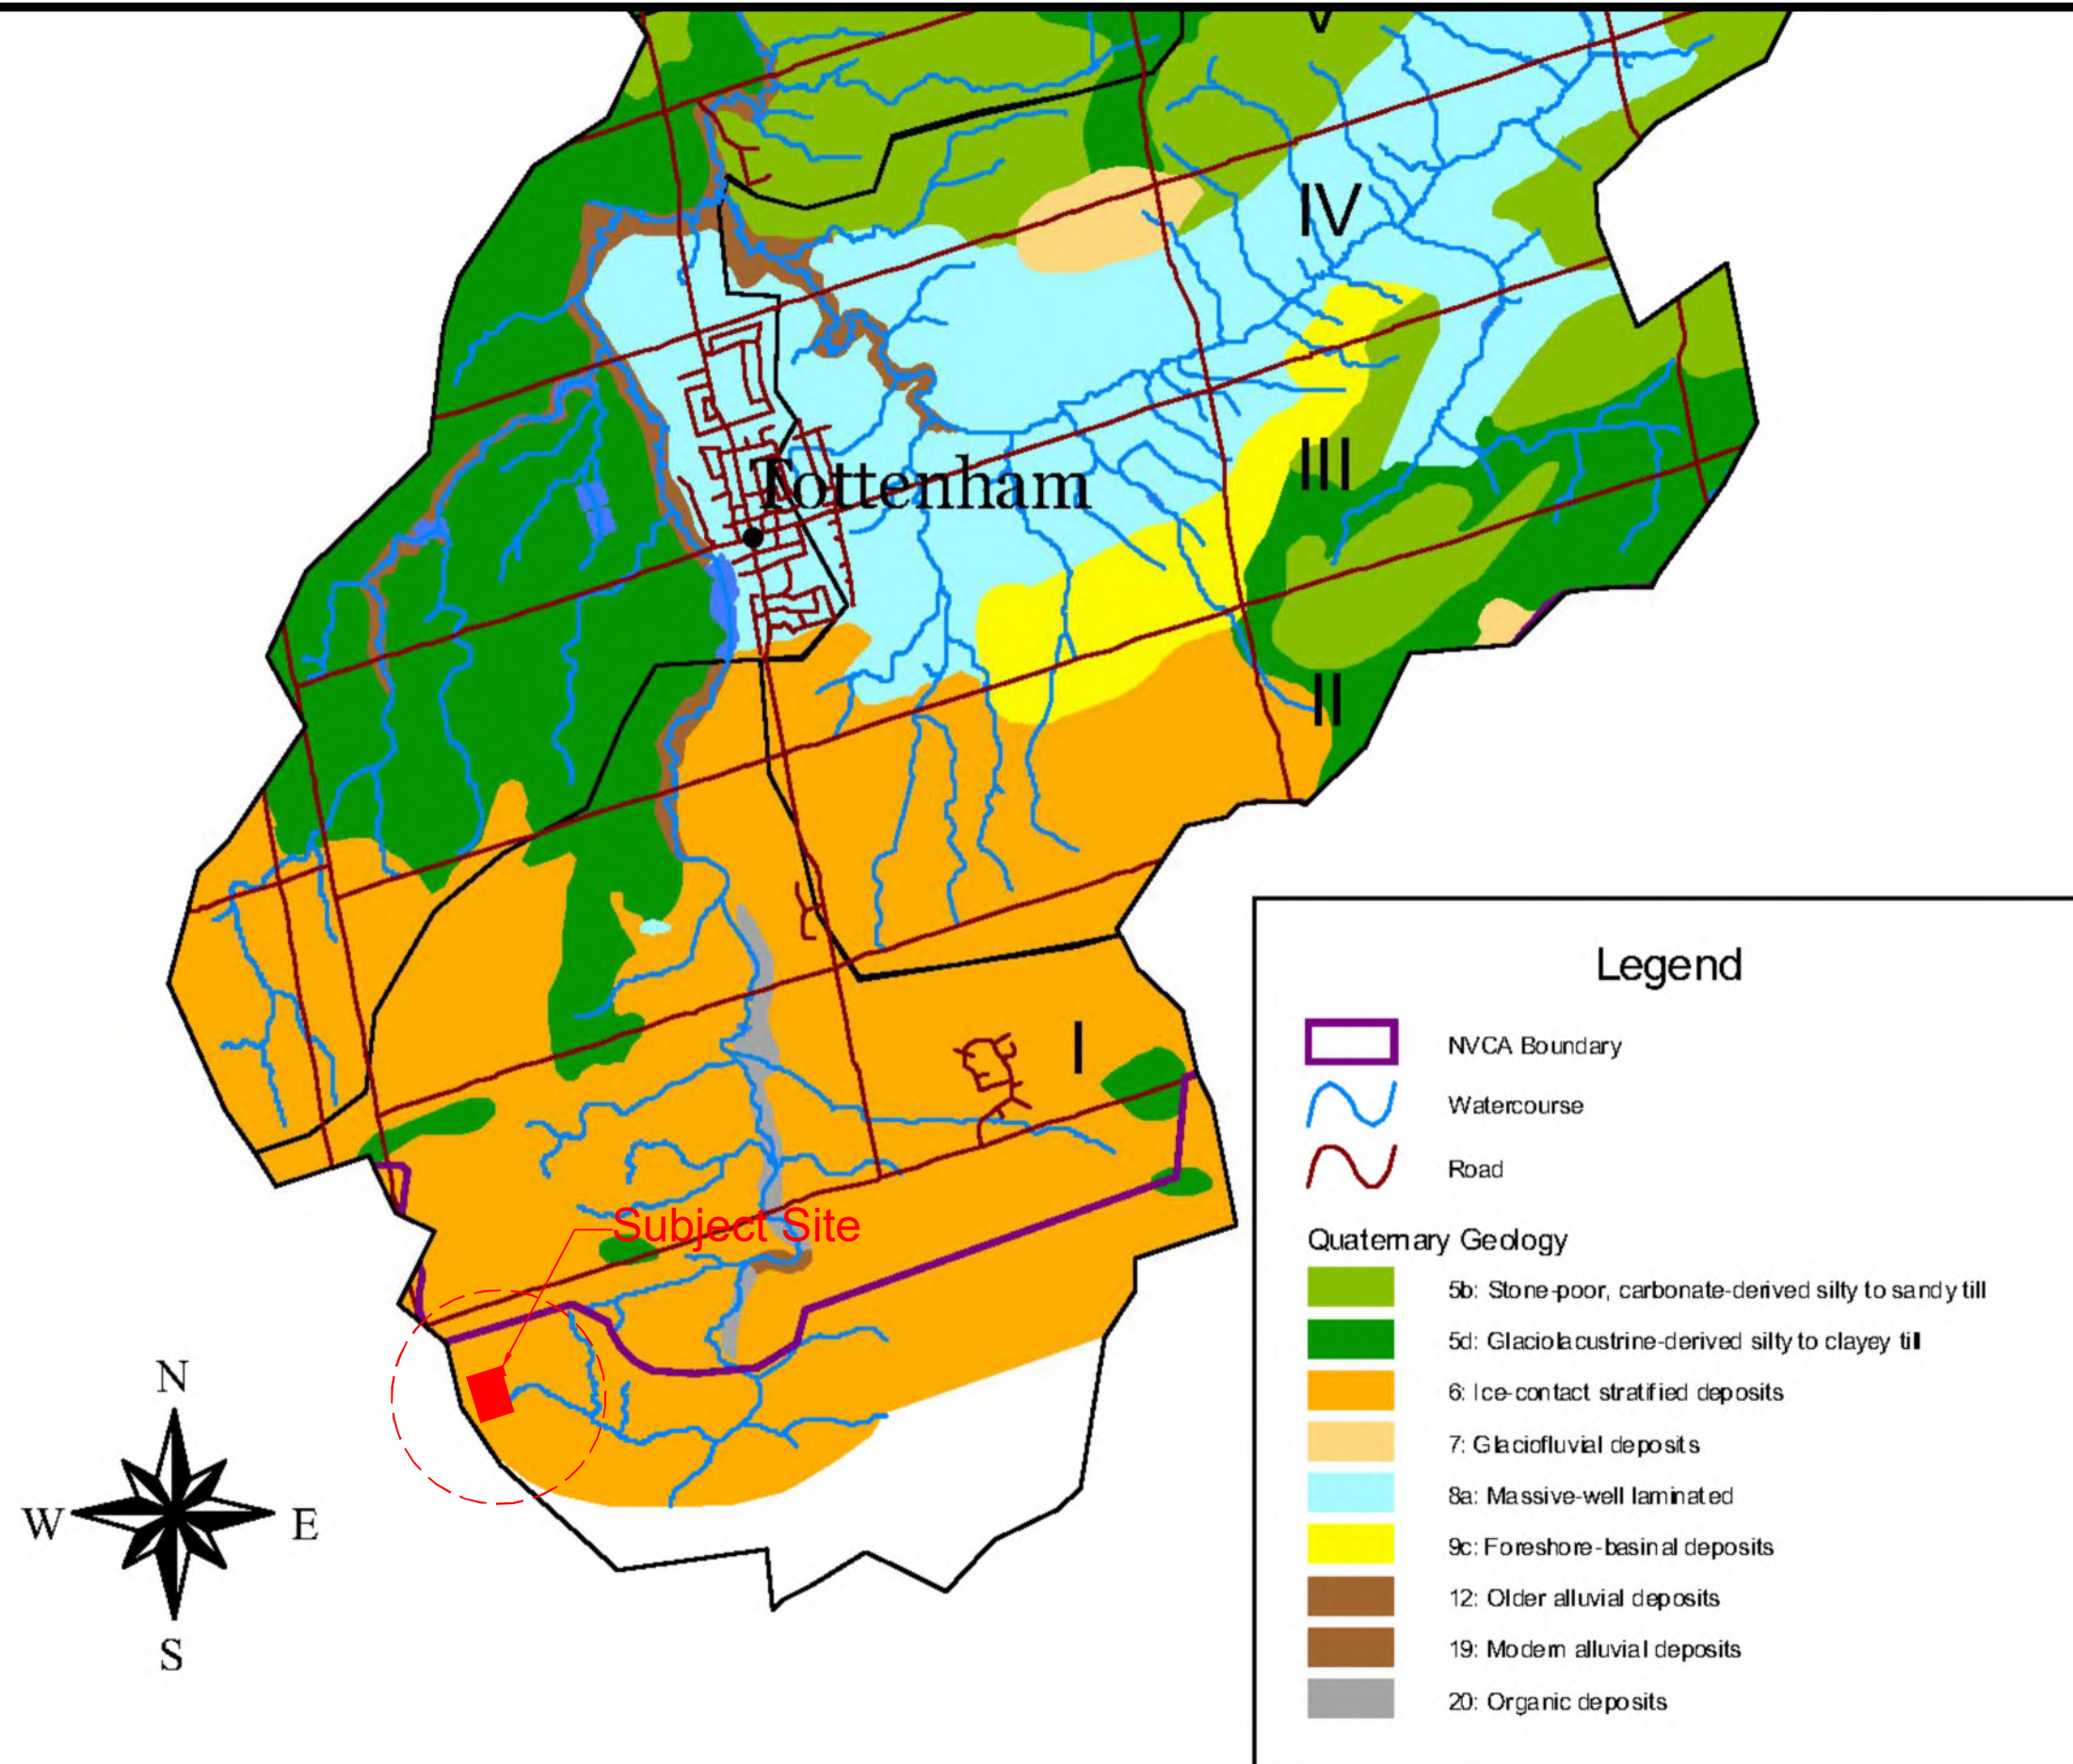 V
IV
III
Tottenham
II
I
Subject Site
N
W
E
S
Legend
NVCA Boundary
Watercourse
Road
Quaternary Geology
5b: Stone-poor, carbonate-derived silty to sandy till
5d: Glaciolacustrine-derived silty to clayey till
6: Ice-contact stratified deposits
7: Glaciofluvial deposits
8a: Massive-well laminated
9c: Foreshore-basinal deposits
12: Older alluvial deposits
19: Modern alluvial deposits
20: Organic deposits